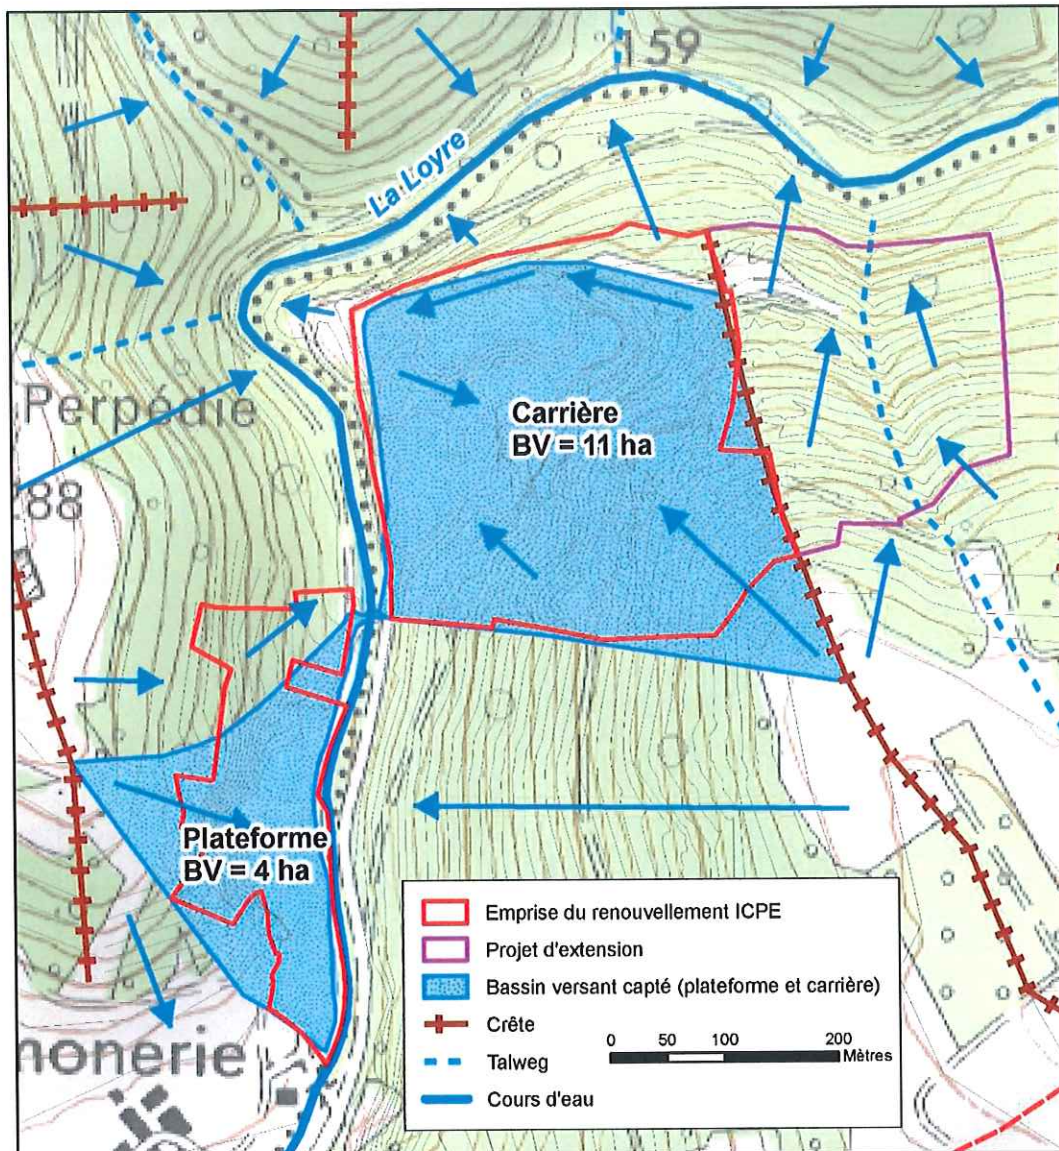 159
La Loyre
Perpédie
88
Carrière
BV = 11 ha
Plateforme
BV = 4 ha
monerie
Emprise du renouvellement ICPE
Projet d'extension
Bassin versant capté (plateforme et carrière)
Crête
Talweg
Cours d'eau
0 50 100 200
Mètres